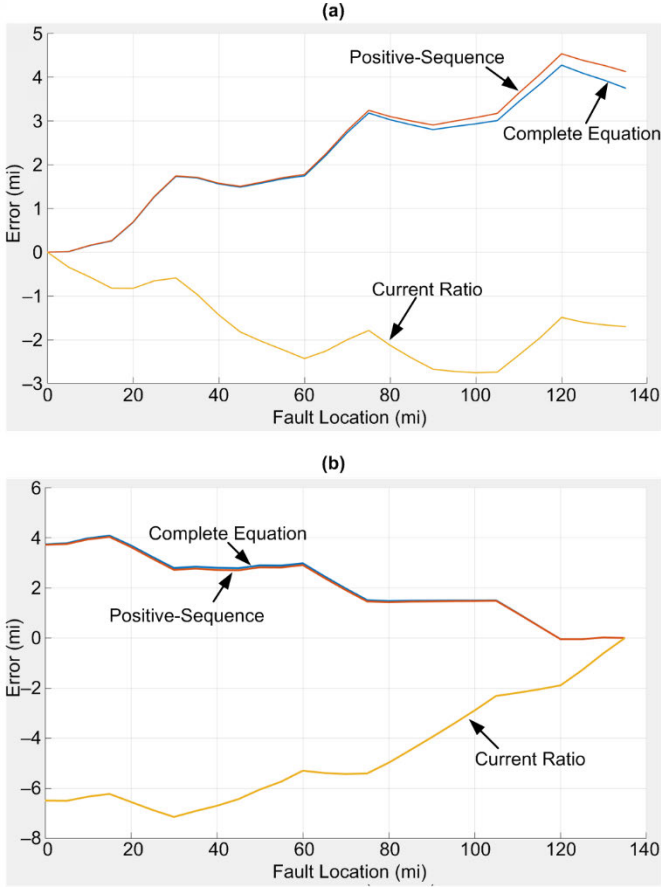 (a)
5
4
3
2
1
0
–1
–2
–3
Error (mi)
Positive-Sequence
Complete Equation
Current Ratio
0 20 40 60 80 100 120 140
Fault Location (mi)
(b)
6
4
2
0
–2
–4
–6
–8
Error (mi)
Complete Equation
Positive-Sequence
Current Ratio
0 20 40 60 80 100 120 140
Fault Location (mi)